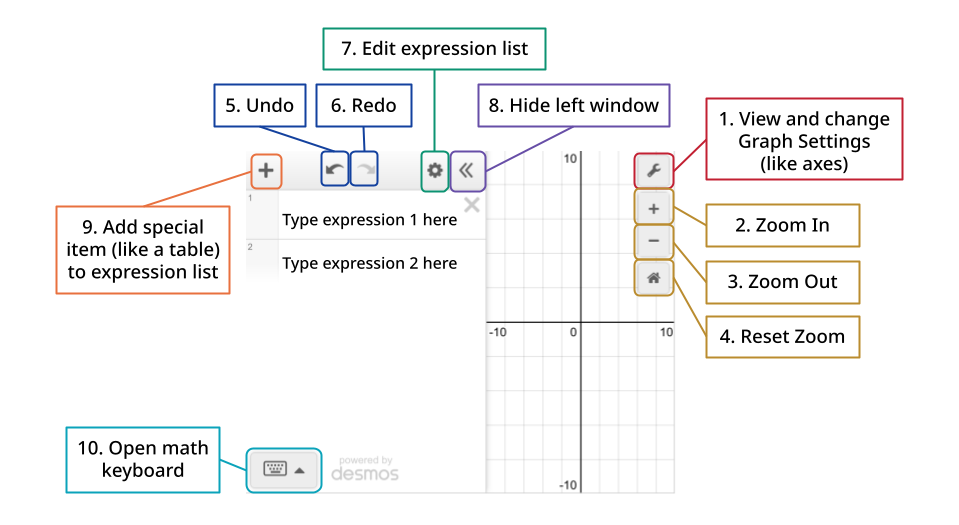 7. Edit expression list
5. Undo
6. Redo
8. Hide left window
1. View and change
Graph Settings
(like axes)
10
1
Type expression 1 here
9. Add special
item (like a table)
to expression list
2. Zoom In
2
Type expression 2 here
3. Zoom Out
-10
0
10
4. Reset Zoom
10. Open math
keyboard
powered by
desmos
-10